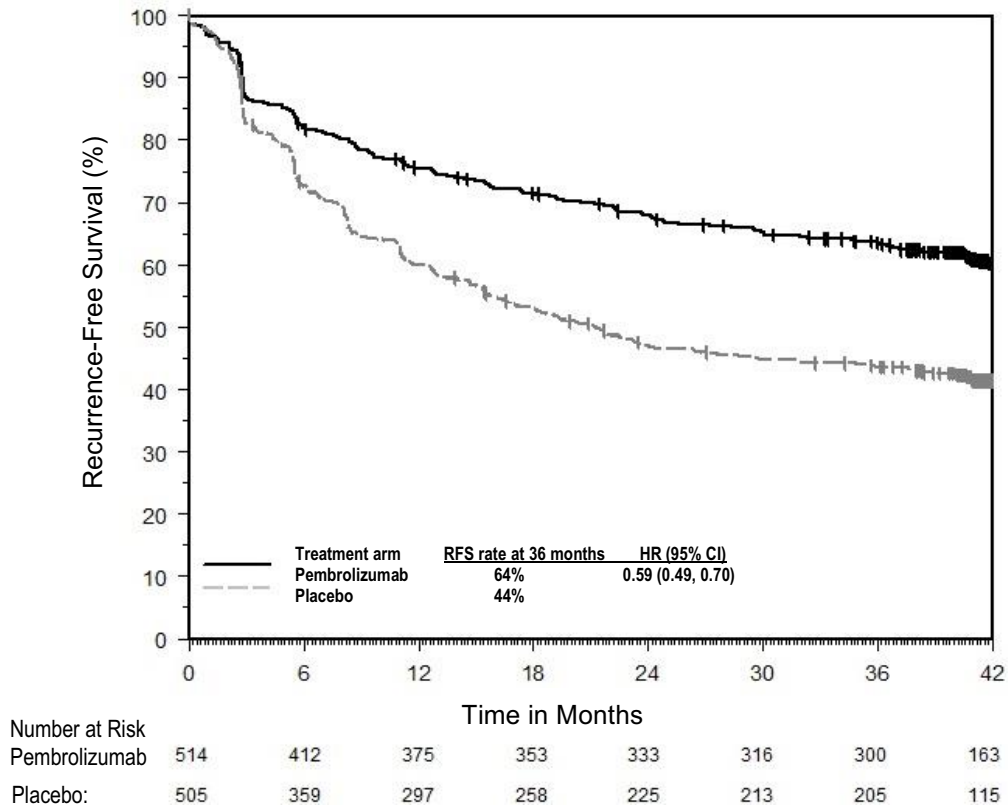 Recurrence-Free Survival (%)
100
90
80
70
60
50
40
30
20
10
0
Treatment arm RFS rate at 36 months HR (95% CI)
Pembrolizumab 64% 0.59 (0.49, 0.70)
Placebo 44%
0 6 12 18 24 30 36 42
Time in Months
Number at Risk
Pembrolizumab 514 412 375 353 333 316 300 163
Placebo: 505 359 297 258 225 213 205 115